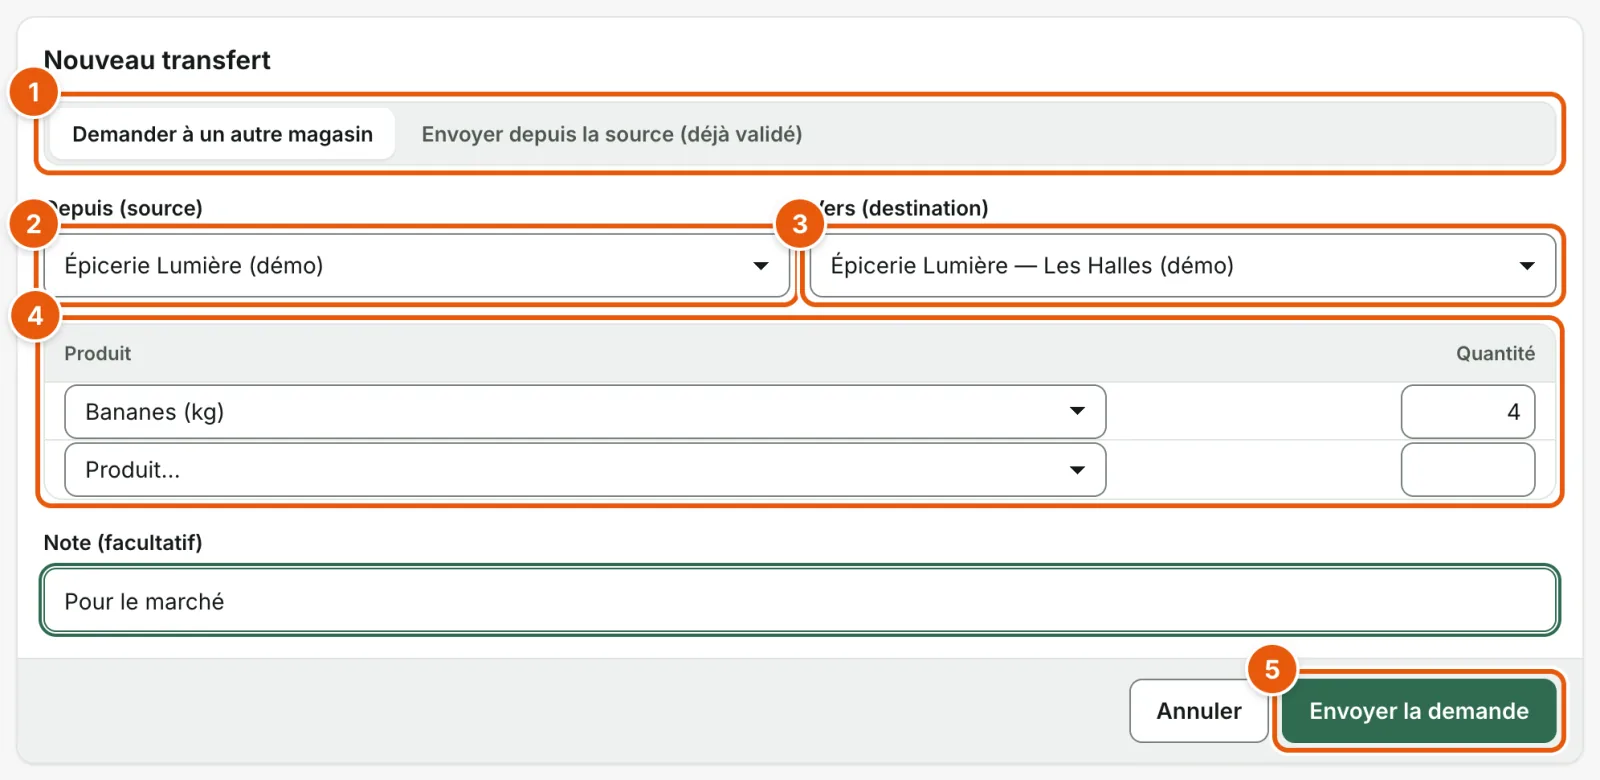 Nouveau transfert
1
Demander à un autre magasin Envoyer depuis la source (déjà validé)
2 Depuis (source) 3 Vers (destination)
Épicerie Lumière (démo) Épicerie Lumière — Les Halles (démo)
4
Produit Quantité
Bananes (kg) 4
Produit...
Note (facultatif)
Pour le marché
5
Annuler Envoyer la demande